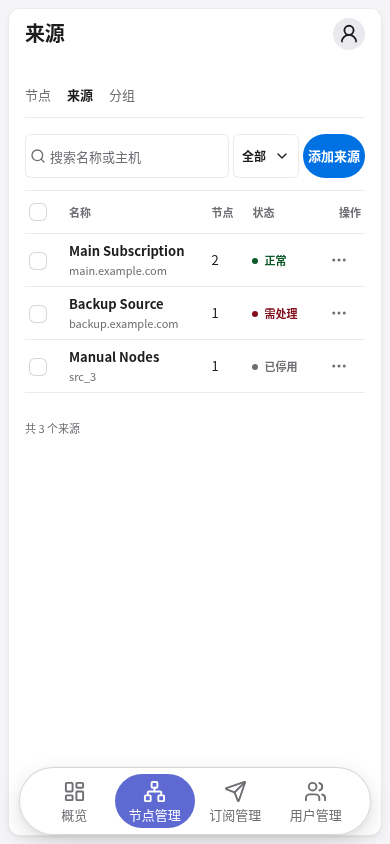 来源
节点 来源 分组
搜索名称或主机 全部 添加来源
名称 节点 状态 操作
Main Subscription 2 正常
main.example.com
Backup Source 1 需处理
backup.example.com
Manual Nodes 1 已停用
src_3
共 3 个来源
概览 节点管理 订阅管理 用户管理